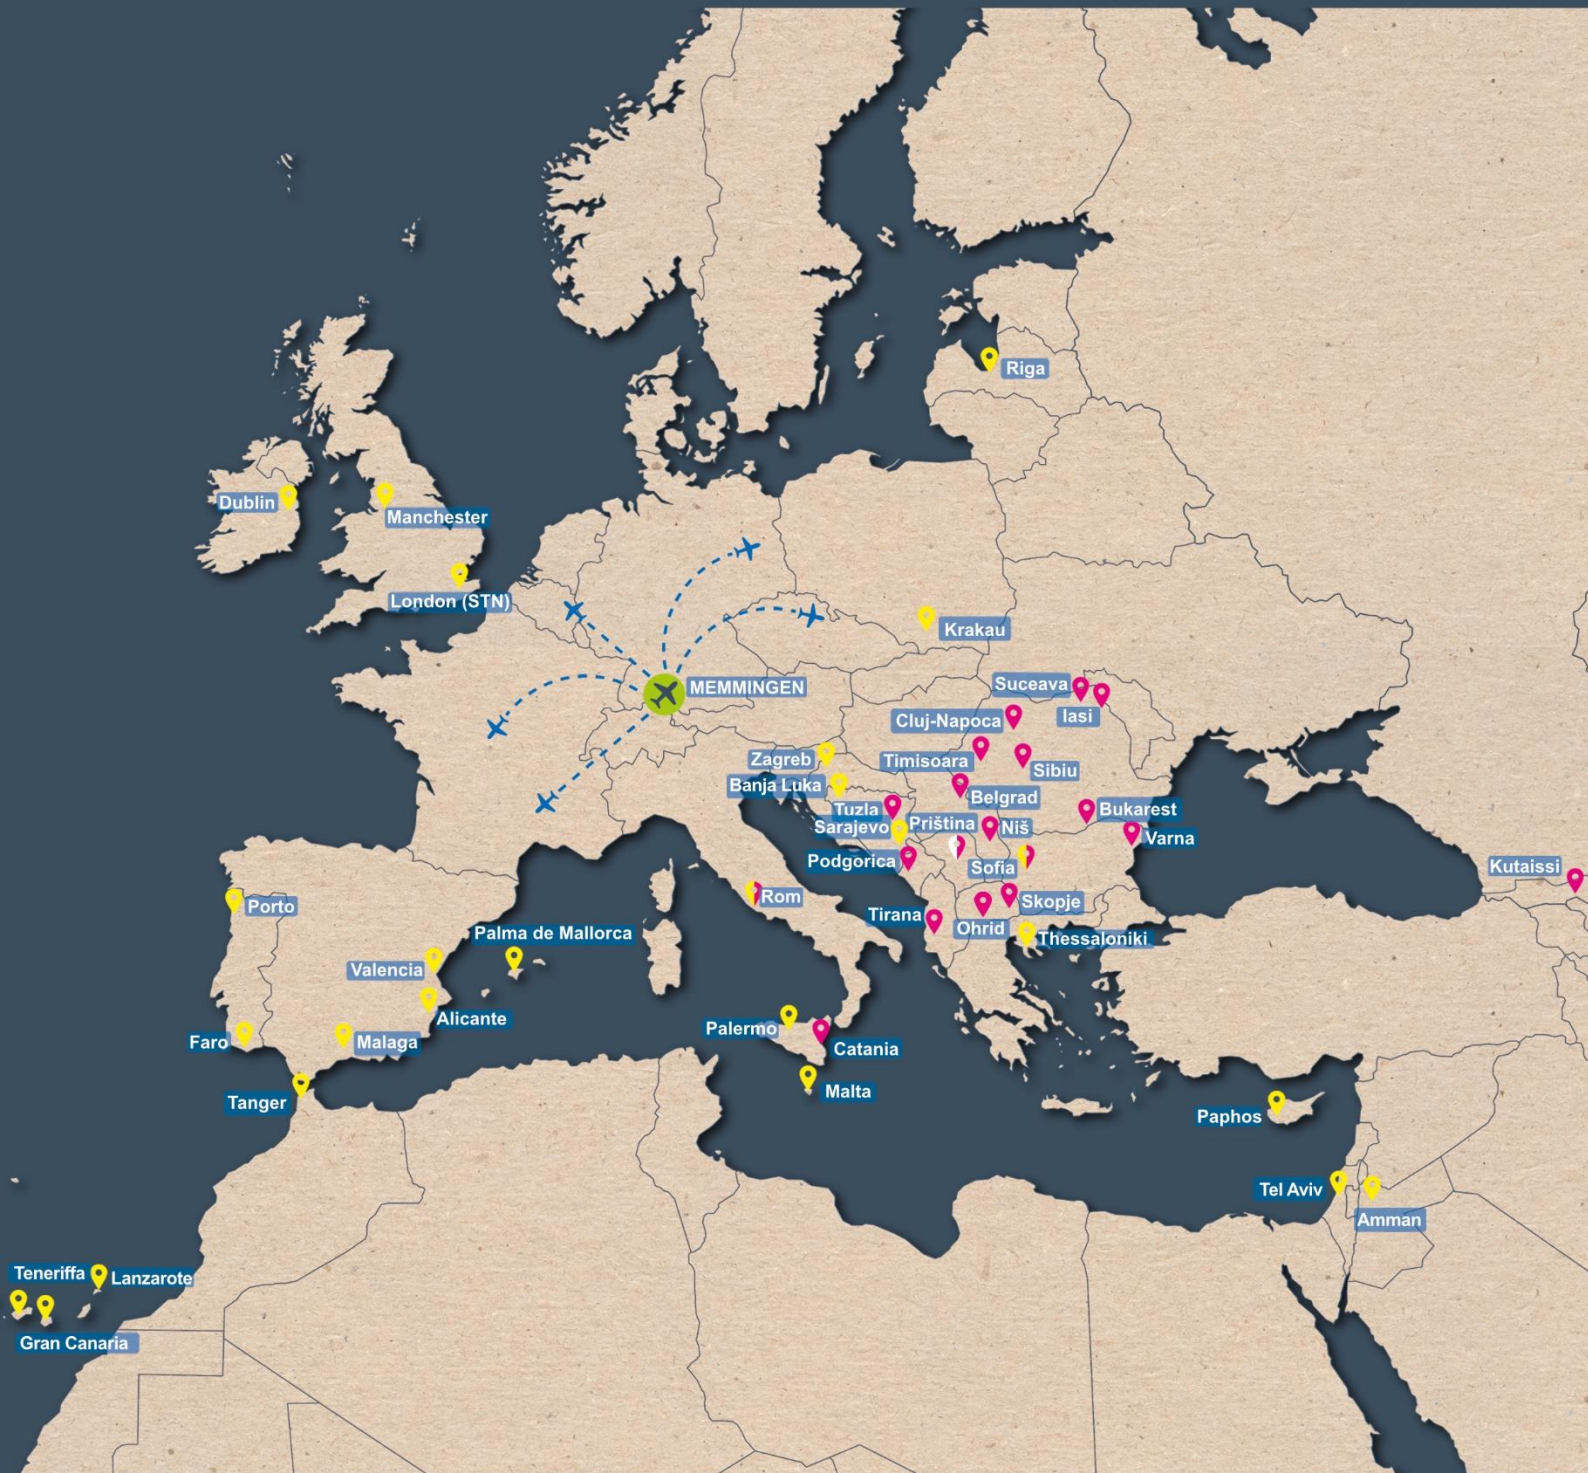 Riga
Dublin
Manchester
London (STN)
Krakau
MEMMINGEN
Suceava
Iasi
Cluj-Napoca
Zagreb
Timisoara
Sibiu
Banja Luka
Belgrad
Tuzla
Bukarest
Sarajevo
Priština
Niš
Varna
Podgorica
Sofia
Kutaissi
Rom
Skopje
Porto
Tirana
Ohrid
Thessaloniki
Palma de Mallorca
Valencia
Alicante
Palermo
Faro
Malaga
Catania
Malta
Tanger
Paphos
Tel Aviv
Amman
Teneriffa
Lanzarote
Gran Canaria